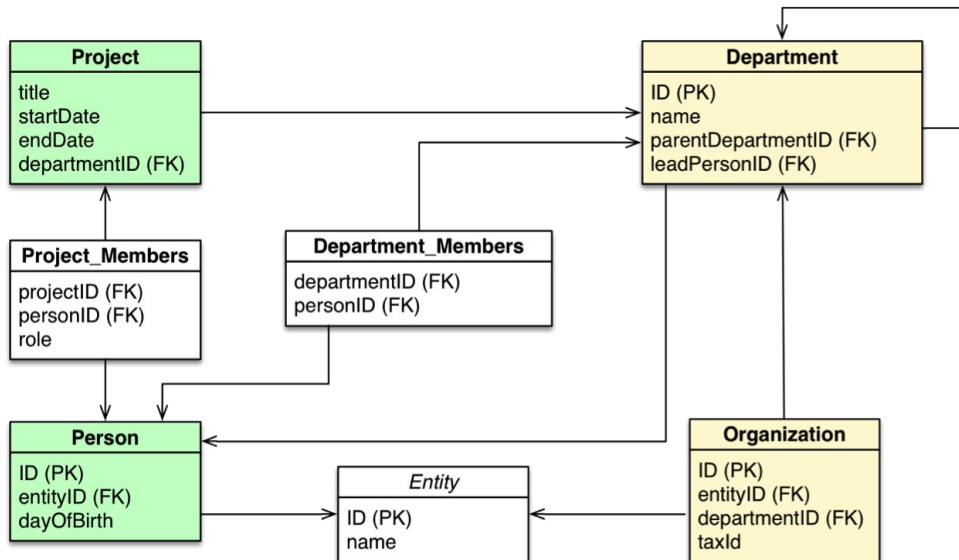 Project
title
startDate
endDate
departmentID (FK)
Department
ID (PK)
name
parentDepartmentID (FK)
leadPersonID (FK)
Project_Members
projectID (FK)
personID (FK)
role
Department_Members
departmentID (FK)
personID (FK)
Person
ID (PK)
entityID (FK)
dayOfBirth
Entity
ID (PK)
name
Organization
ID (PK)
entityID (FK)
departmentID (FK)
taxId